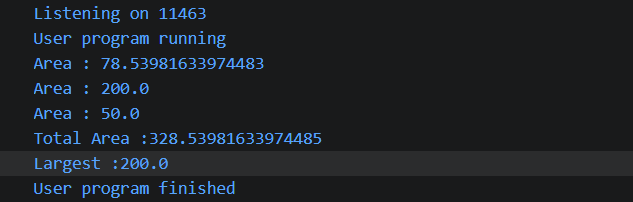 Listening on 11463
User program running
Area : 78.53981633974483
Area : 200.0
Area : 50.0
Total Area :328.53981633974485
Largest :200.0
User program finished